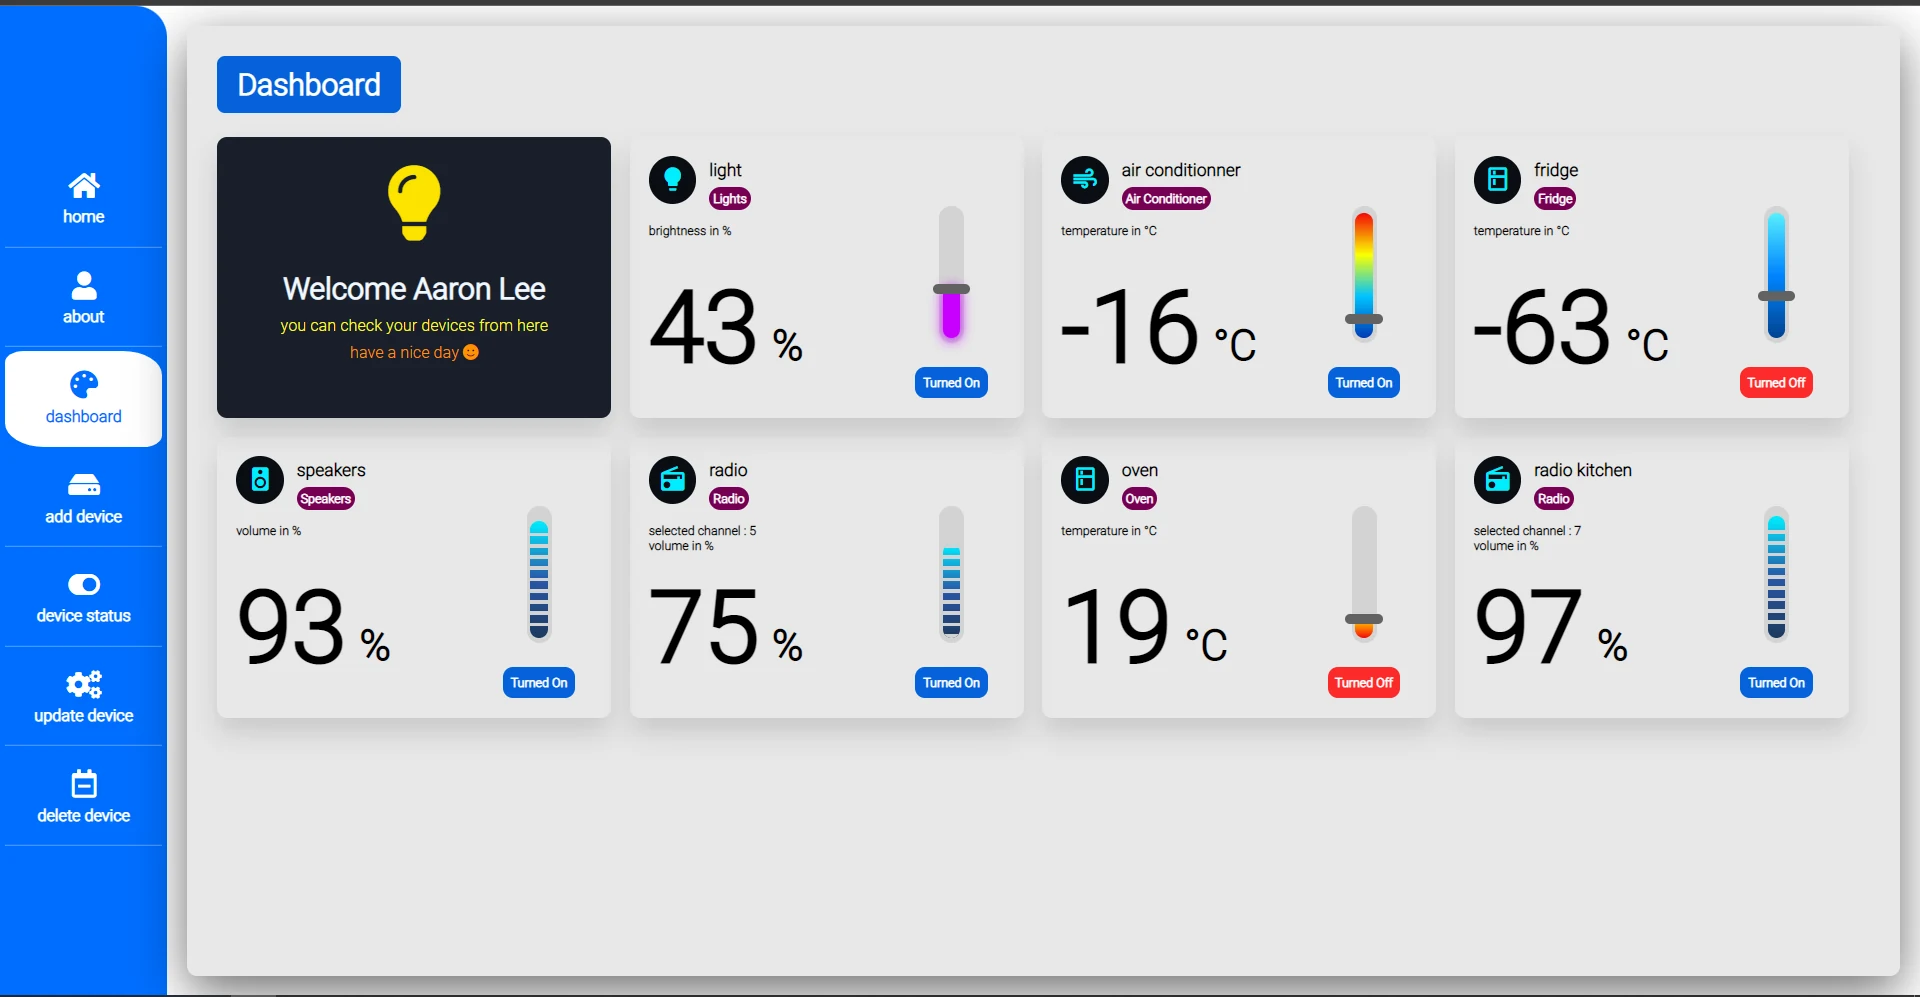 home
about
dashboard
add device
device status
update device
delete device
Dashboard
Welcome Aaron Lee
you can check your devices from here
have a nice day
light
Lights
brightness in %
43 %
Turned On
air conditionner
Air Conditioner
temperature in °C
-16 °C
Turned On
fridge
Fridge
temperature in °C
-63 °C
Turned Off
speakers
Speakers
volume in %
93 %
Turned On
radio
Radio
selected channel : 5
volume in %
75 %
Turned On
oven
Oven
temperature in °C
19 °C
Turned Off
radio kitchen
Radio
selected channel : 7
volume in %
97 %
Turned On